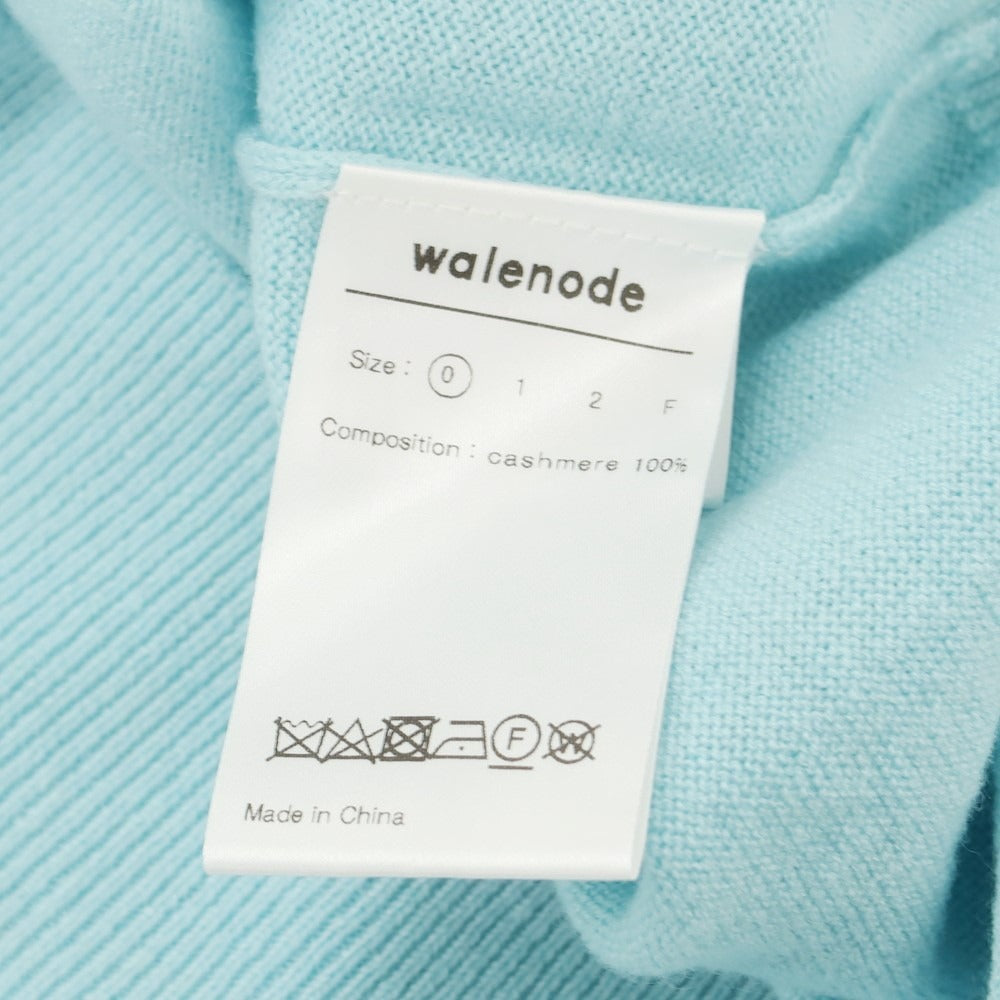 walenode
Size : 0 1 2 F
Composition : cashmere 100%
F W
Made in China